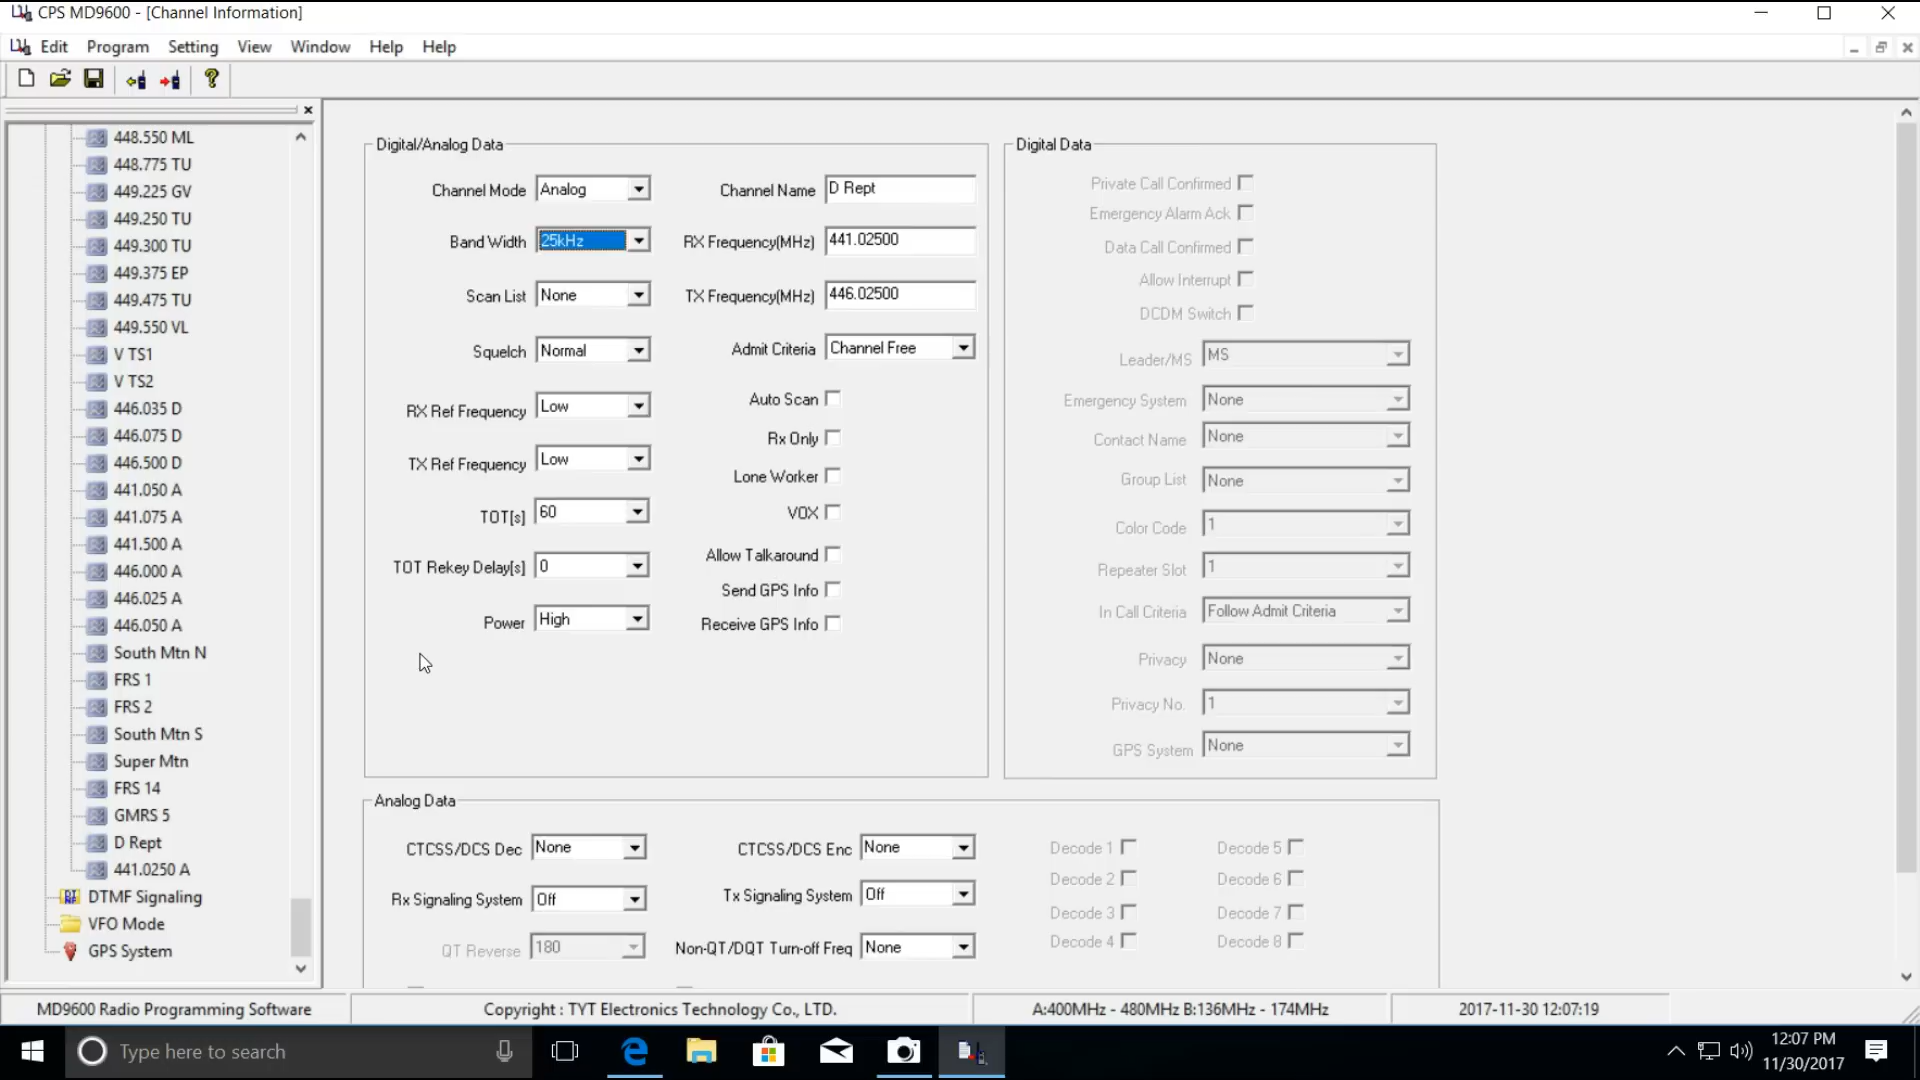 CPS MD9600 - [Channel Information]
Edit Program Setting View Window Help Help
448.550 ML
448.775 TU
449.225 GV
449.250 TU
449.300 TU
449.375 EP
449.475 TU
449.550 VL
V TS1
V TS2
446.035 D
446.075 D
446.500 D
441.050 A
441.075 A
441.500 A
446.000 A
446.025 A
446.050 A
South Mtn N
FRS 1
FRS 2
South Mtn S
Super Mtn
FRS 14
GMRS 5
D Rept
441.0250 A
DTMF Signaling
VFO Mode
GPS System
Digital/Analog Data
Channel Mode Analog
Band Width 25kHz
Scan List None
Squelch Normal
RX Ref Frequency Low
TX Ref Frequency Low
TOT[s] 60
TOT Rekey Delay[s] 0
Power High
Channel Name D Rept
RX Frequency(MHz) 441.02500
TX Frequency(MHz) 446.02500
Admit Criteria Channel Free
Auto Scan
Rx Only
Lone Worker
VOX
Allow Talkaround
Send GPS Info
Receive GPS Info
Digital Data
Private Call Confirmed
Emergency Alarm Ack
Data Call Confirmed
Allow Interrupt
DCDM Switch
Leader/MS MS
Emergency System None
Contact Name None
Group List None
Color Code 1
Repeater Slot 1
In Call Criteria Follow Admit Criteria
Privacy None
Privacy No. 1
GPS System None
Analog Data
CTCSS/DCS Dec None
Rx Signaling System Off
QT Reverse 180
CTCSS/DCS Enc None
Tx Signaling System Off
Non-QT/DQT Turn-off Freq None
Decode 1
Decode 2
Decode 3
Decode 4
Decode 5
Decode 6
Decode 7
Decode 8
MD9600 Radio Programming Software
Copyright : TYT Electronics Technology Co., LTD.
A:400MHz - 480MHz B:136MHz - 174MHz
2017-11-30 12:07:19
Type here to search
12:07 PM
11/30/2017